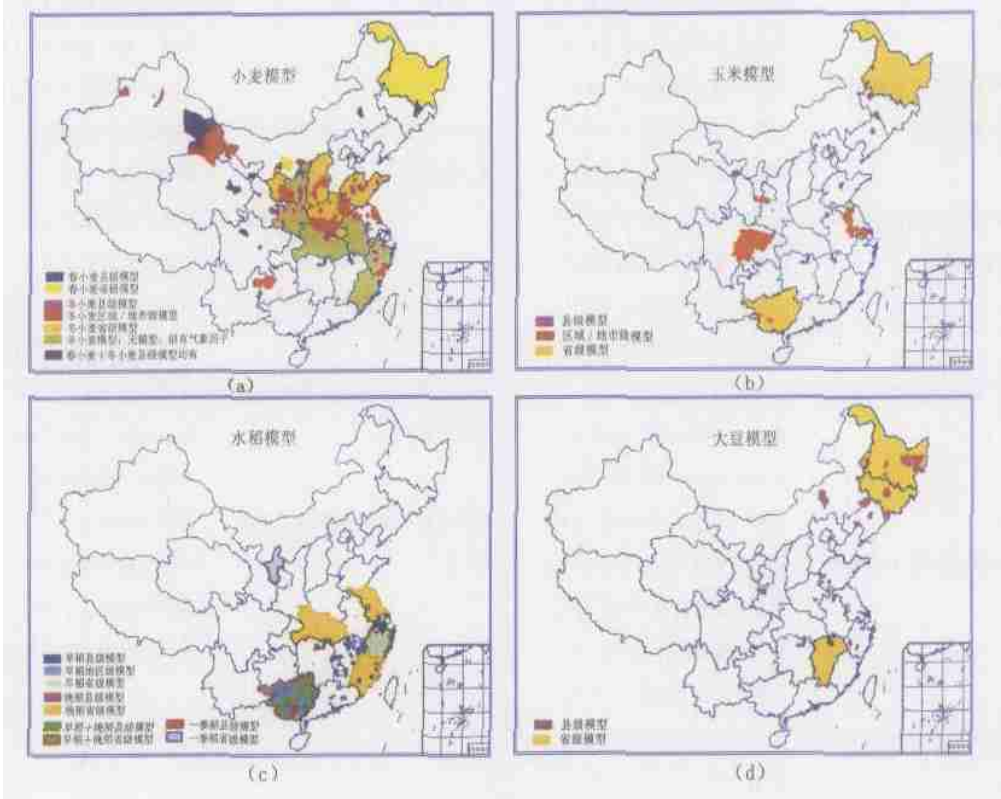 小麦模型
春小麦县级模型
春小麦省级模型
冬小麦县级模型
冬小麦区域/地市级模型
冬小麦省级模型
冬小麦模型，无模型，语有气象因子
春小麦+冬小麦县级模型均有
(a)
玉米模型
县级模型
区域/地市级模型
省级模型
(b)
水稻模型
早稻县级模型
早稻地区级模型
早稻省级模型
晚稻县级模型
晚稻省级模型
早稻+晚稻县级模型
早稻+晚稻省级模型
一季稻县级模型
一季稻省级模型
(c)
大豆模型
县级模型
省级模型
(d)